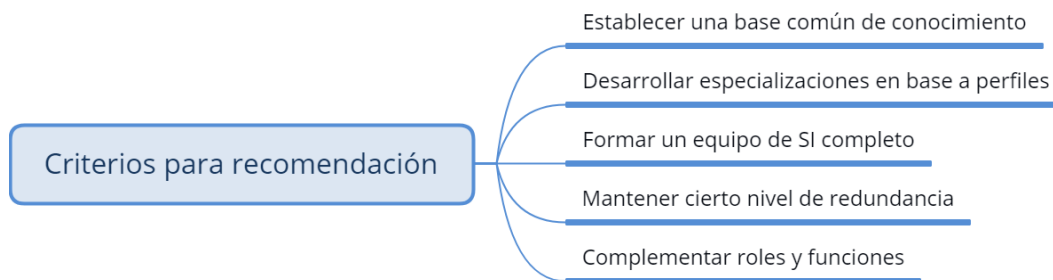 Criterios para recomendación
Establecer una base común de conocimiento
Desarrollar especializaciones en base a perfiles
Formar un equipo de SI completo
Mantener cierto nivel de redundancia
Complementar roles y funciones